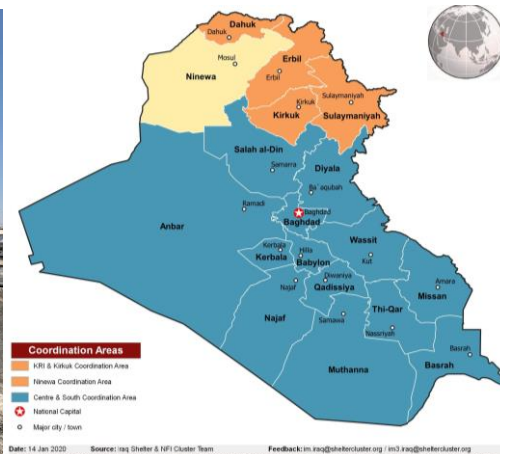 Dahuk
Dahuk
Mosul
Erbil
Ninewa
Erbil
Kirkuk
Sulaymaniyah
Kirkuk
Sulaymaniyah
Salah al-Din
Diyala
Samarra
Ba`aqubah
Ramadi
Baghdad
Anbar
Baghdad
Wassit
Kerbala
Hilla
Kerbala
Babylon
Kut
Najaf
Diwaniya
Qadissiya
Amara
Missan
Thi-Qar
Najaf
Samawa
Nassriyah
Basrah
Basrah
Muthanna
Coordination Areas
KRI & Kirkuk Coordination Area
Ninewa Coordination Area
Centre & South Coordination Area
National Capital
Major city / town
Date: 14 Jan 2020 Source: Iraq Shelter & NFI Cluster Team Feedback: im.iraq@sheltercluster.org / im3.iraq@sheltercluster.org